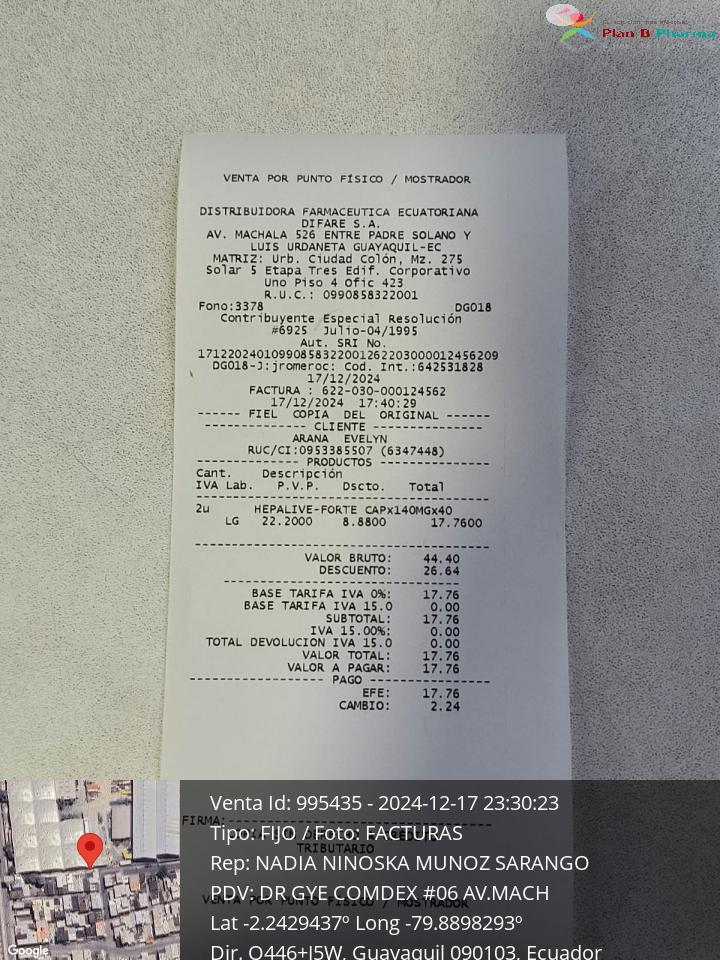 Plan B Pharma
VENTA POR PUNTO FÍSICO / MOSTRADOR
DISTRIBUIDORA FARMACEUTICA ECUATORIANA
DIFARE S.A.
AV. MACHALA 526 ENTRE PADRE SOLANO Y
LUIS URDANETA GUAYAQUIL-EC
MATRIZ: Urb. Ciudad Colón, Mz. 275
Solar 5 Etapa Tres Edif. Corporativo
Uno Piso 4 Ofic 423
R.U.C.: 0990858322001
Fono:3378 DG018
Contribuyente Especial Resolución
#6925 Julio-04/1995
Aut. SRI No.
17122024010990858322001262203000012456209
DG018-J:jromeroc: Cod. Int.:642531828
17/12/2024
FACTURA : 622-030-000124562
17/12/2024 17:40:29
------ FIEL COPIA DEL ORIGINAL ------
--------------- CLIENTE ---------------
ARANA EVELYN
RUC/CI:0953385507 (6347448)
-------------- PRODUCTOS --------------
Cant. Descripción
IVA Lab. P.V.P. Dscto. Total
---------------------------------------
2u HEPALIVE-FORTE CAPx140MGx40
LG 22.2000 8.8800 17.7600
---------------------------------------
VALOR BRUTO: 44.40
DESCUENTO: 26.64
-------------------------------
BASE TARIFA IVA 0%: 17.76
BASE TARIFA IVA 15.0 0.00
SUBTOTAL: 17.76
IVA 15.00%: 0.00
TOTAL DEVOLUCION IVA 15.0 0.00
VALOR TOTAL: 17.76
VALOR A PAGAR: 17.76
------------------ PAGO ----------------
EFE: 17.76
CAMBIO: 2.24
FIRMA:-----------------------------------
TRIBUTARIO
VENTA POR PUNTO FÍSICO / MOSTRADOR
Venta Id: 995435 - 2024-12-17 23:30:23
Tipo: FIJO / Foto: FACTURAS
Rep: NADIA NINOSKA MUNOZ SARANGO
PDV: DR GYE COMDEX #06 AV.MACH
Lat -2.2429437º Long -79.8898293º
Dir. Q446+J5W, Guayaquil 090103, Ecuador
Google